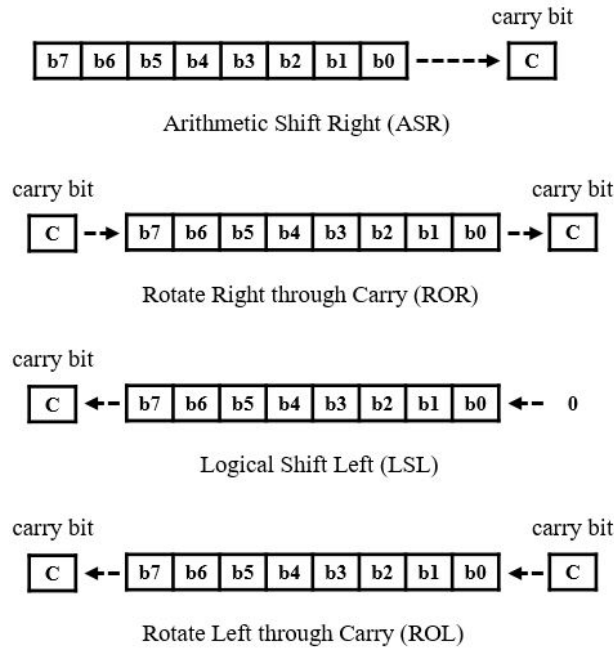 carry bit
b7 b6 b5 b4 b3 b2 b1 b0 C
Arithmetic Shift Right (ASR)
carry bit carry bit
C b7 b6 b5 b4 b3 b2 b1 b0 C
Rotate Right through Carry (ROR)
carry bit
C b7 b6 b5 b4 b3 b2 b1 b0 0
Logical Shift Left (LSL)
carry bit carry bit
C b7 b6 b5 b4 b3 b2 b1 b0 C
Rotate Left through Carry (ROL)